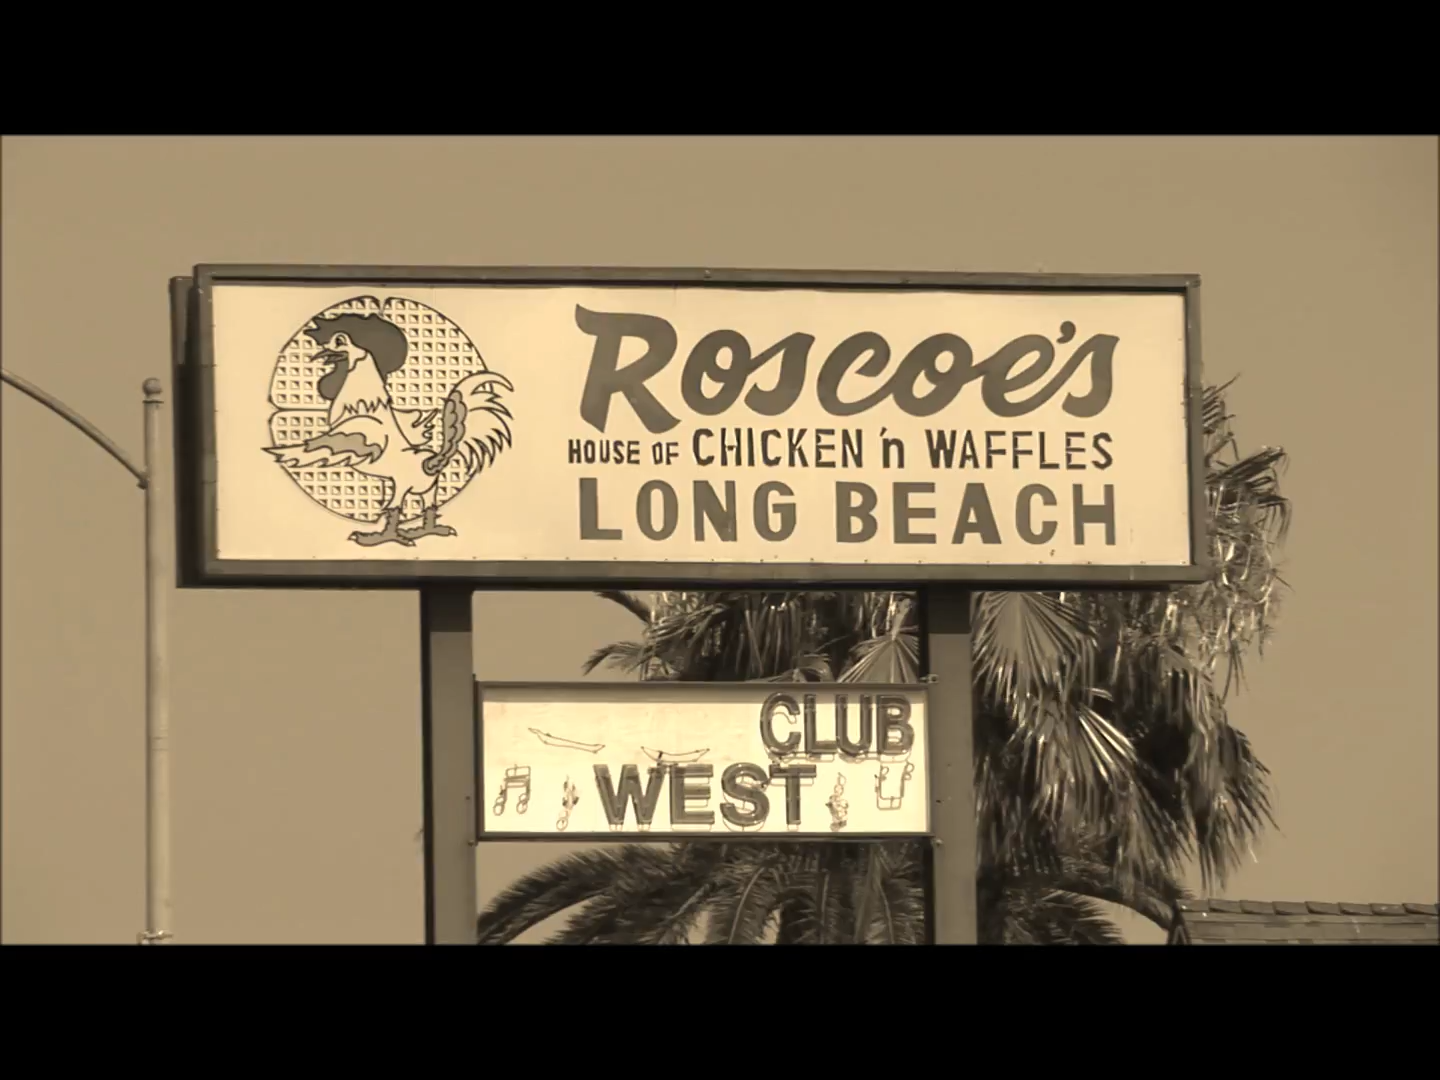 Roscoe's
HOUSE OF CHICKEN 'n WAFFLES
LONG BEACH
CLUB
WEST